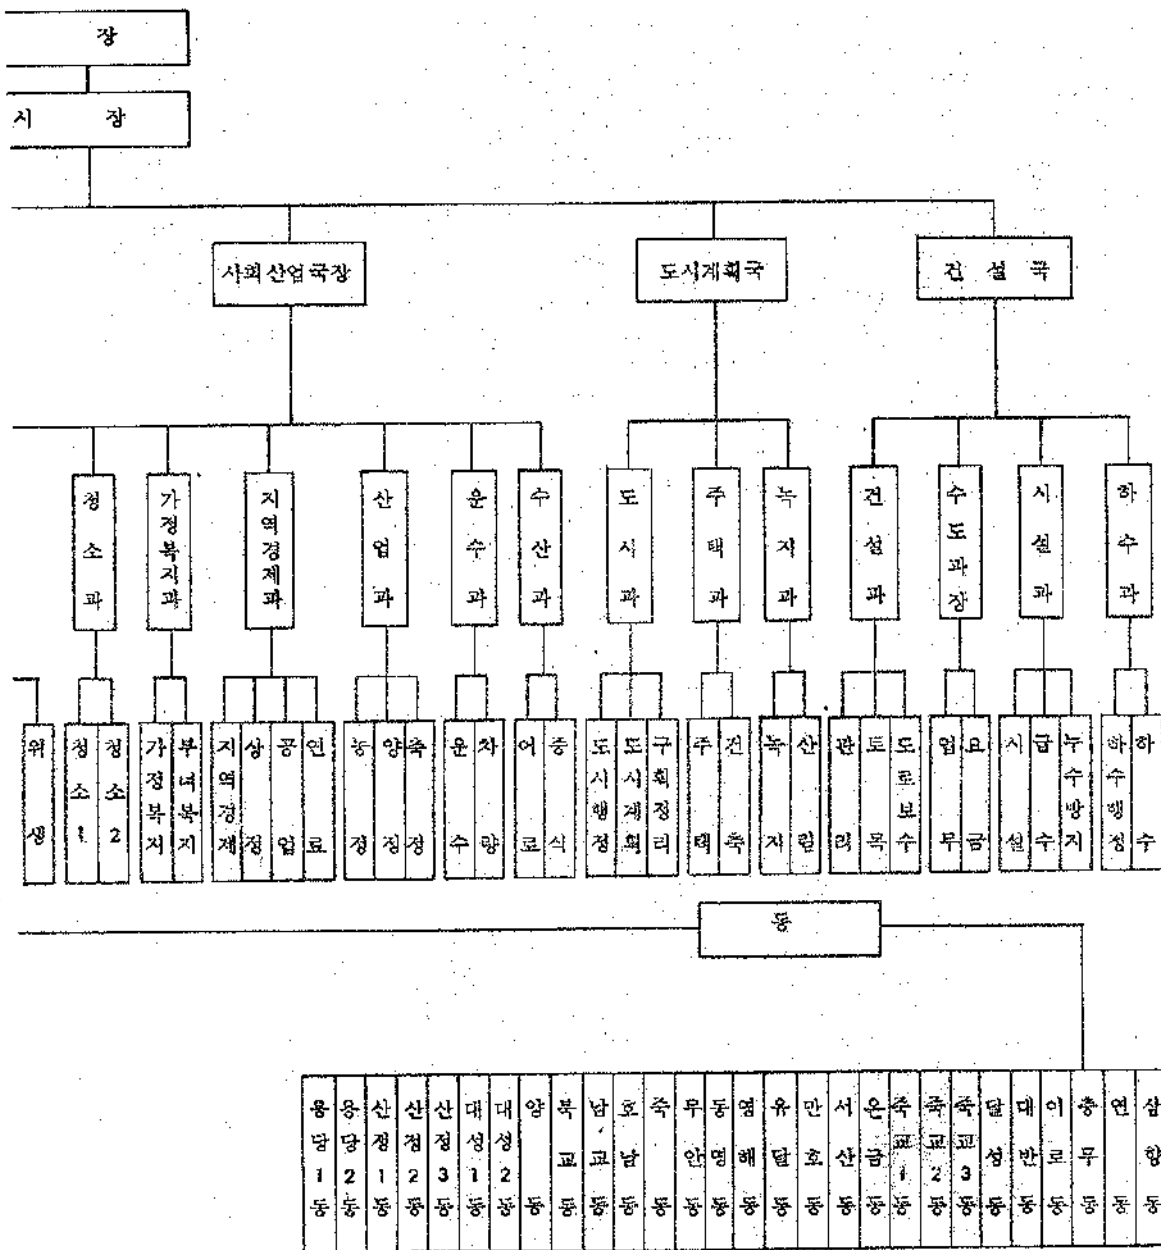 장
시 장
사회산업국장 도시계획국 건설국
청소과 가정복지과 지역경제과 산업과 운수과 수산과 도시과 주택과 녹지과 건설과 수도과장 시설과 하수과
위생 청소1 청소2 가정복지 부녀복지 지역경제 상정 공업 연료 농정 양정 축정 운수 차량 어로 증식 도시행정 도시계획 구획정리 주택 건축 녹지 산림 관리 토목 도로보수 업무 요금 시설 급수 누수방지 하수행정 하수
동
용당1동 용당2동 산정1동 산정2동 산정3동 대성1동 대성2동 양동 북교동 남교동 호남동 죽동 무안동 동명동 영해동 유달동 만호동 서산동 온금동 죽교1동 죽교2동 죽교3동 달성동 대반동 이로동 충무동 연동 삼향동